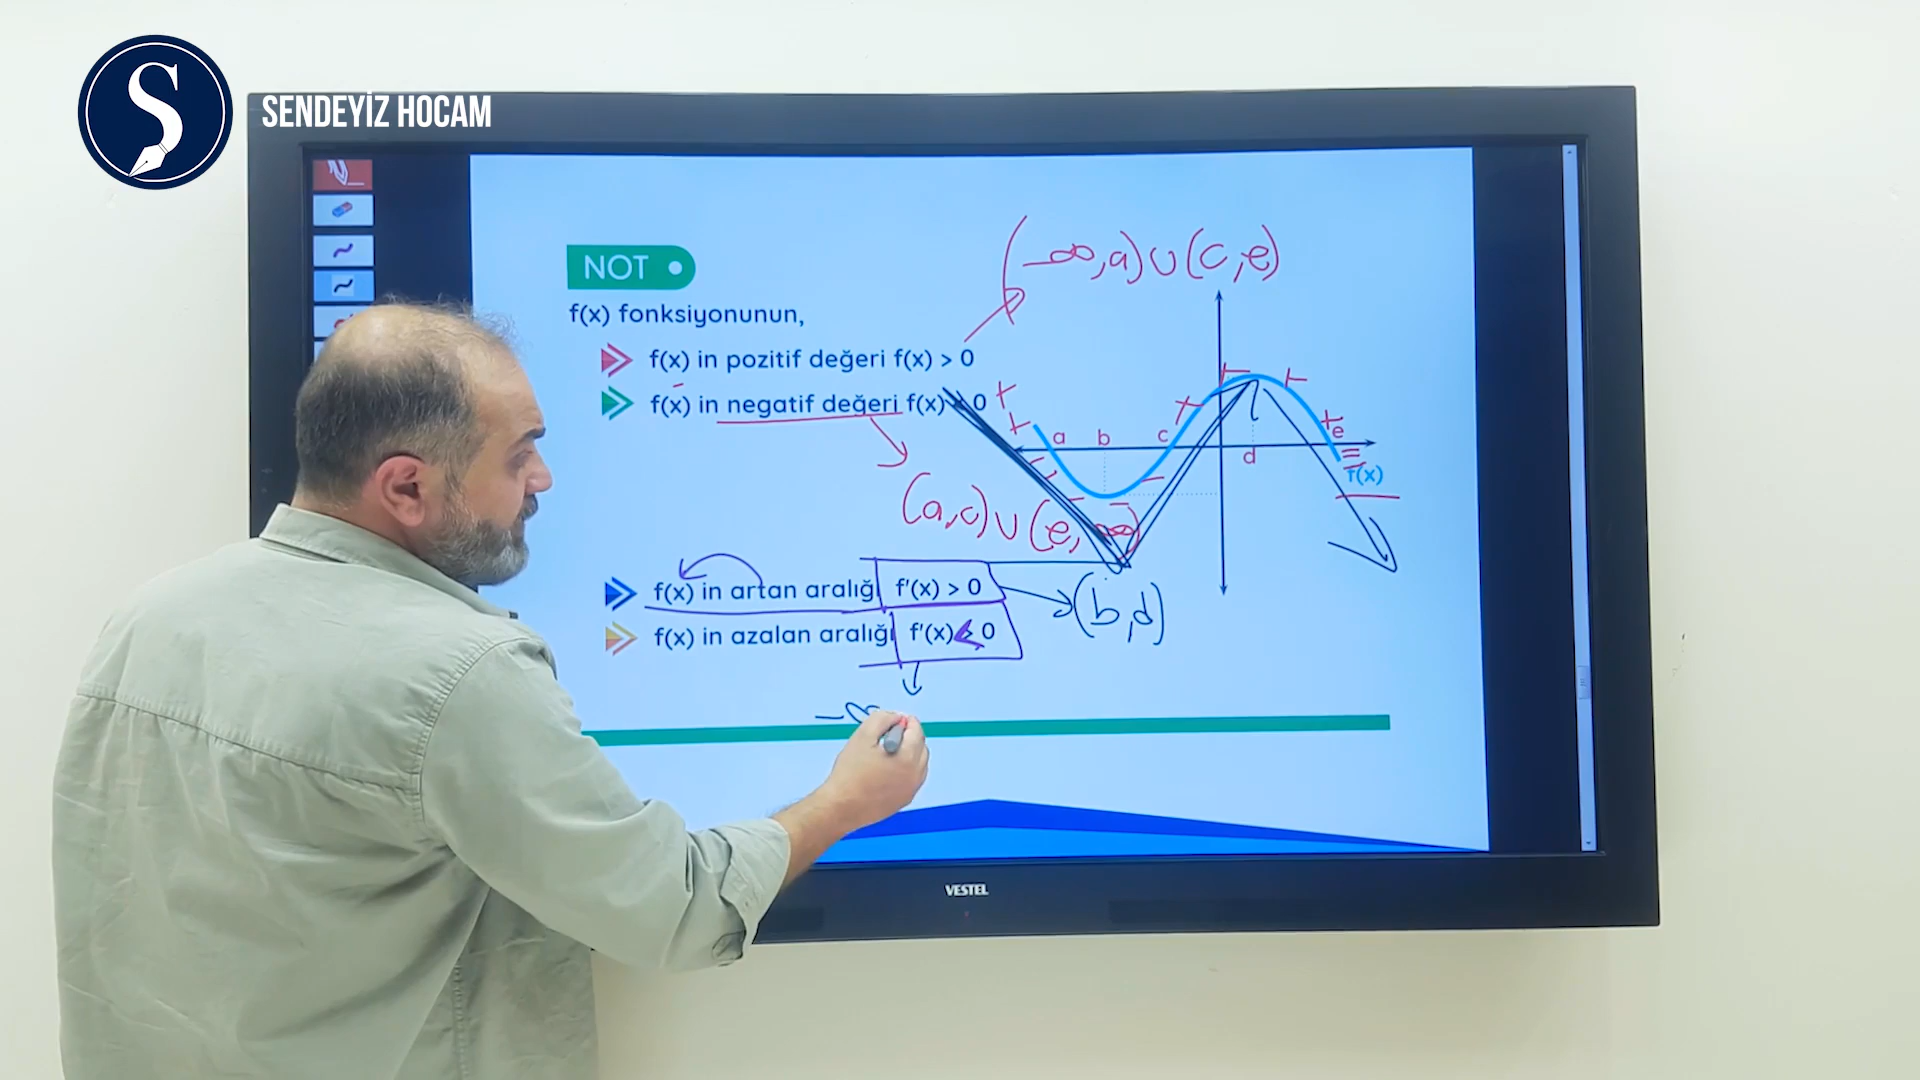 SENDEYİZ HOCAM
NOT
(-∞, a) ∪ (c, e)
f(x) fonksiyonunun,
f(x) in pozitif değeri f(x) > 0
f(x) in negatif değeri f(x) < 0
a b c d e
f(x)
(a, c) ∪ (e, ∞)
f(x) in artan aralığı f'(x) > 0
(b, d)
f(x) in azalan aralığı f'(x) < 0
-∞
VESTEL